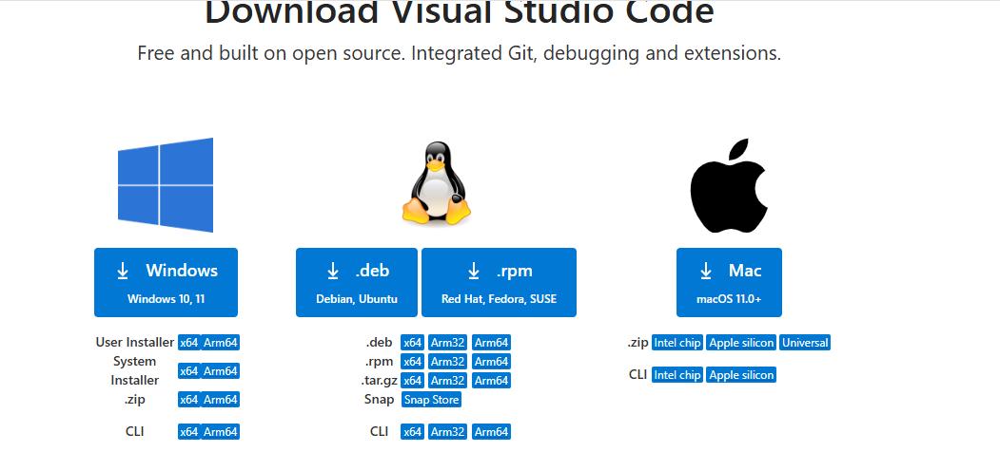 Download Visual Studio Code
Free and built on open source. Integrated Git, debugging and extensions.
Windows
Windows 10, 11
User Installer x64 Arm64
System
Installer x64 Arm64
.zip x64 Arm64
CLI x64 Arm64
.deb
Debian, Ubuntu
.rpm
Red Hat, Fedora, SUSE
.deb x64 Arm32 Arm64
.rpm x64 Arm32 Arm64
.tar.gz x64 Arm32 Arm64
Snap Snap Store
CLI x64 Arm32 Arm64
Mac
macOS 11.0+
.zip Intel chip Apple silicon Universal
CLI Intel chip Apple silicon